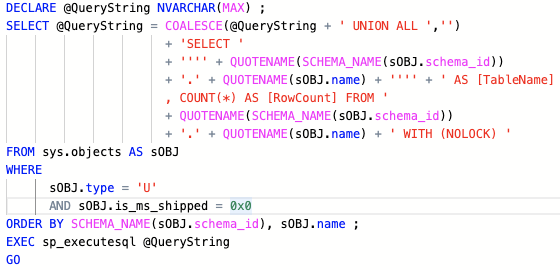 DECLARE @QueryString NVARCHAR(MAX) ;
SELECT @QueryString = COALESCE(@QueryString + ' UNION ALL ','')
+ 'SELECT '
+ '''' + QUOTENAME(SCHEMA_NAME(sOBJ.schema_id))
+ '.' + QUOTENAME(sOBJ.name) + '''' + ' AS [TableName]
, COUNT(*) AS [RowCount] FROM '
+ QUOTENAME(SCHEMA_NAME(sOBJ.schema_id))
+ '.' + QUOTENAME(sOBJ.name) + ' WITH (NOLOCK) '
FROM sys.objects AS sOBJ
WHERE
sOBJ.type = 'U'
AND sOBJ.is_ms_shipped = 0x0
ORDER BY SCHEMA_NAME(sOBJ.schema_id), sOBJ.name ;
EXEC sp_executesql @QueryString
GO